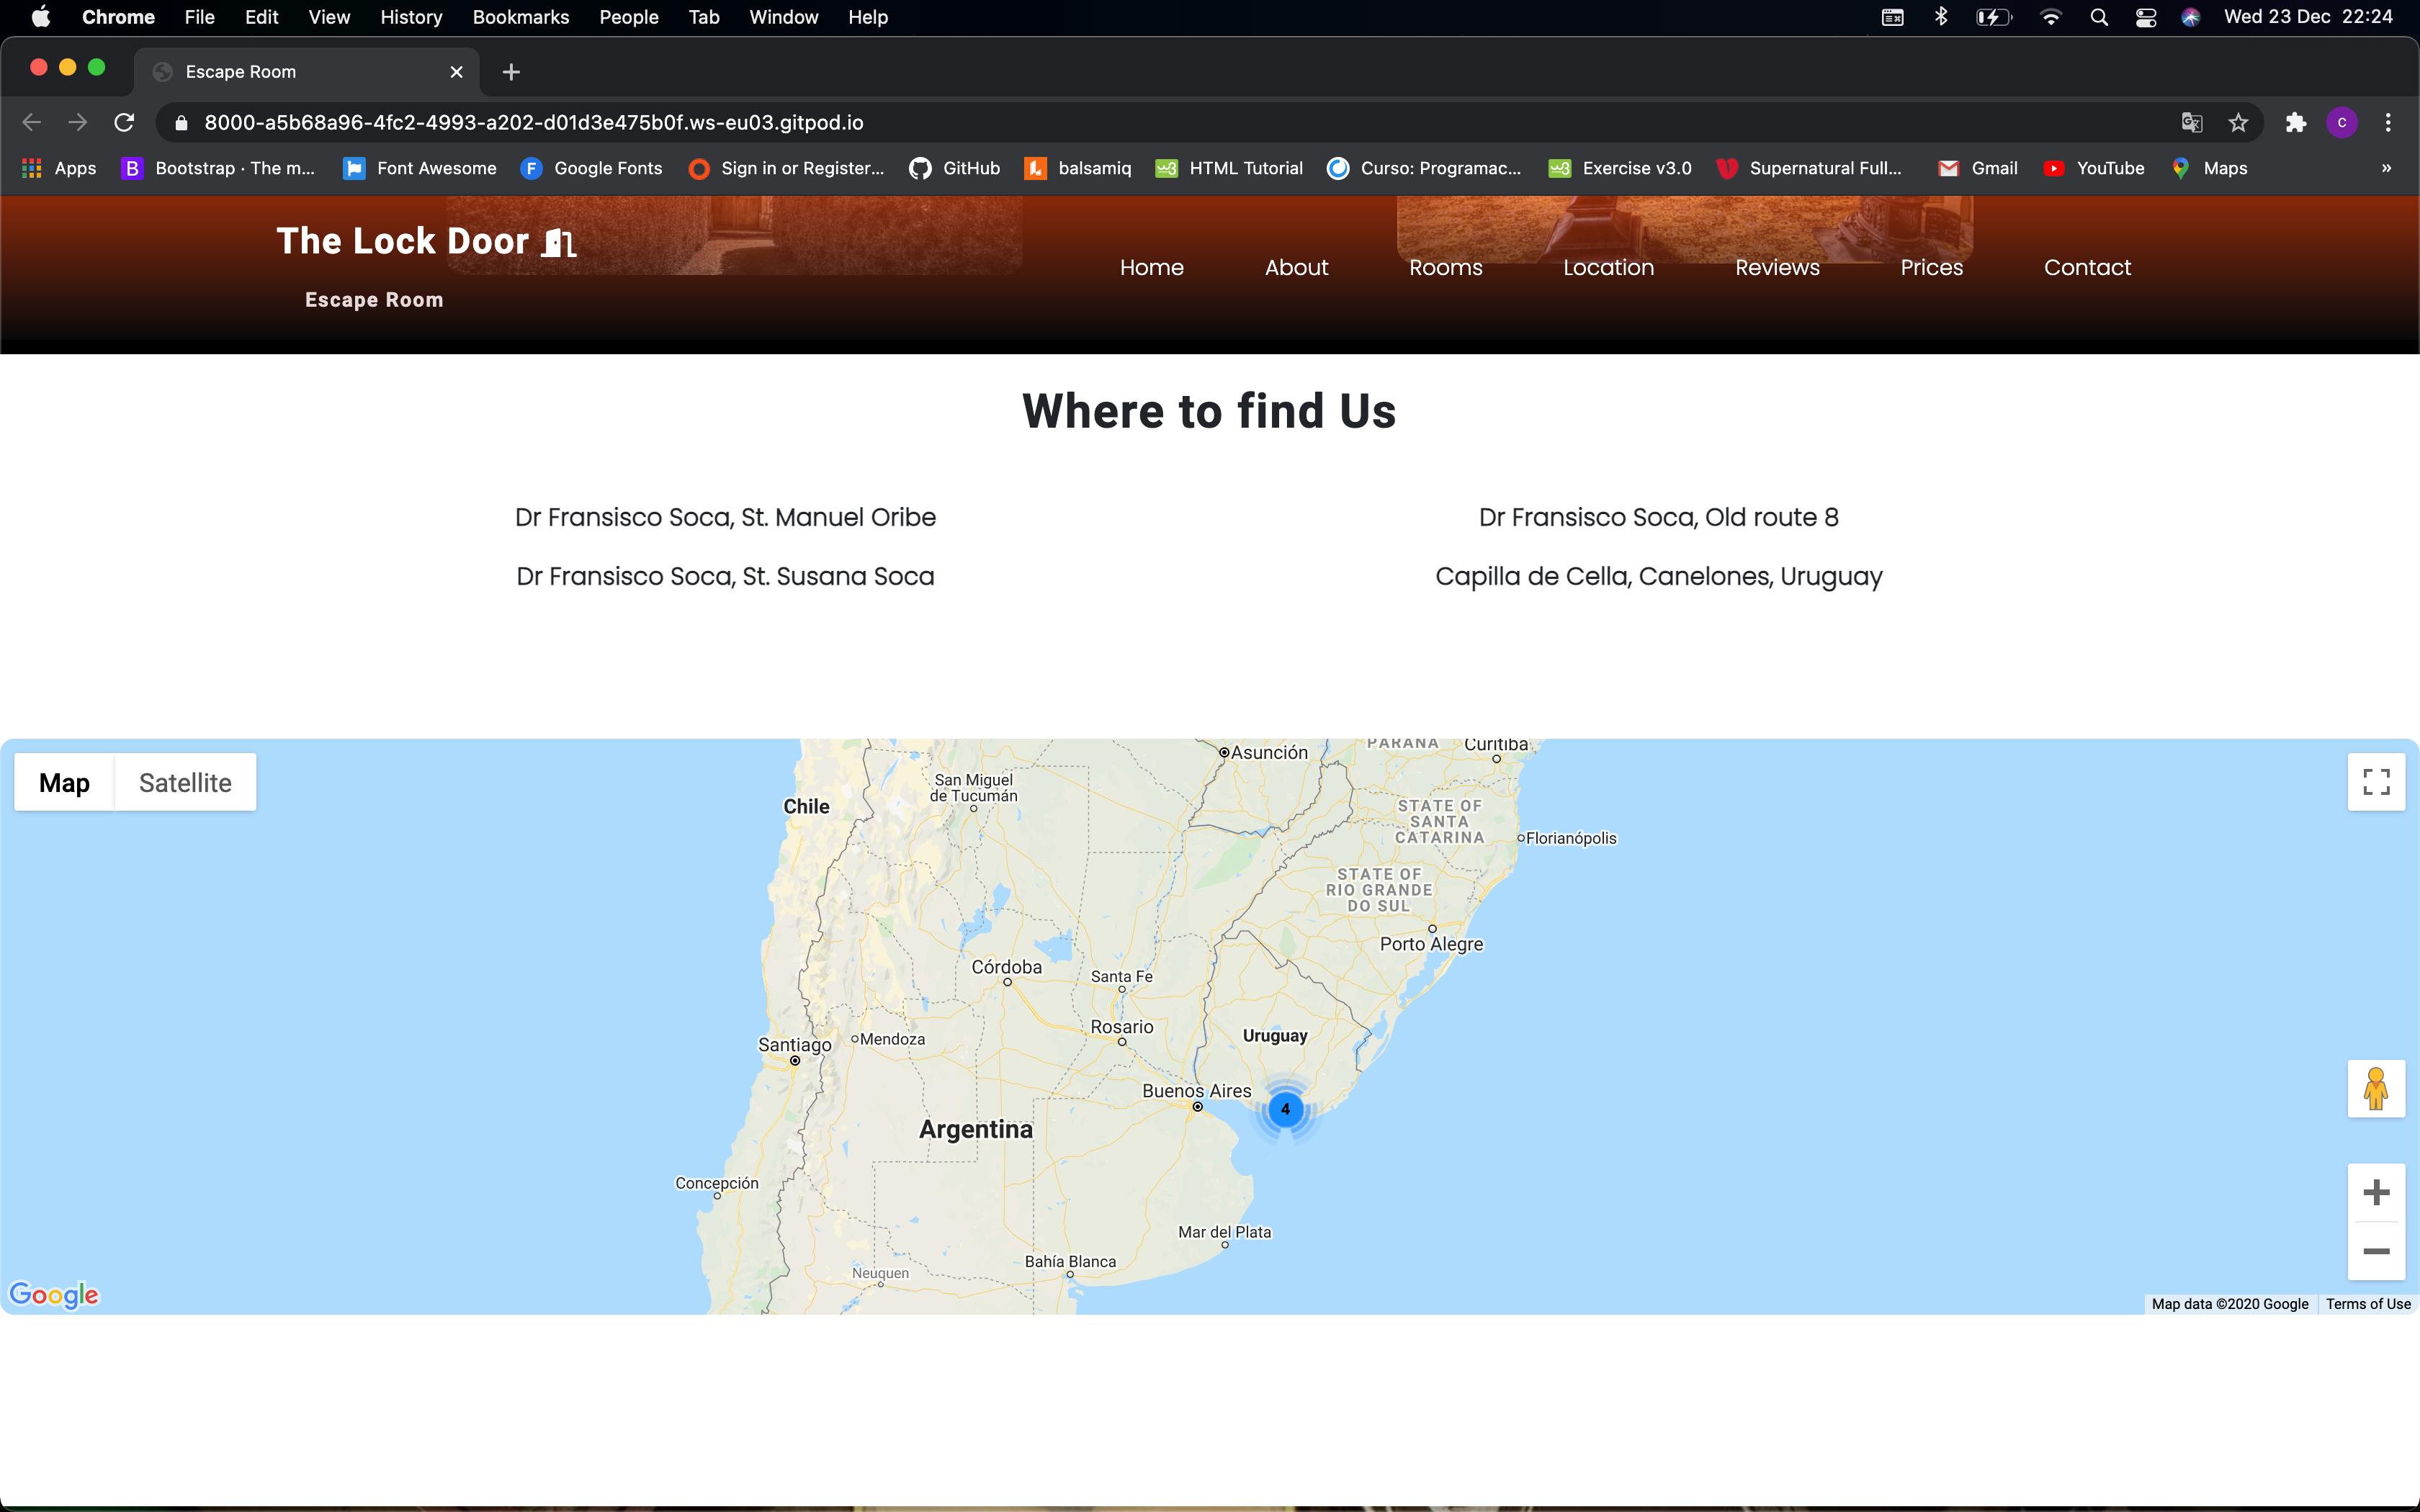 Chrome File Edit View History Bookmarks People Tab Window Help Wed 23 Dec 22:24
Escape Room
8000-a5b68a96-4fc2-4993-a202-d01d3e475b0f.ws-eu03.gitpod.io C
Apps B Bootstrap · The m... Font Awesome F Google Fonts Sign in or Register... GitHub balsamiq HTML Tutorial Curso: Programac... Exercise v3.0 Supernatural Full... Gmail YouTube Maps »
The Lock Door
Home About Rooms Location Reviews Prices Contact
Escape Room
Where to find Us
Dr Fransisco Soca, St. Manuel Oribe
Dr Fransisco Soca, Old route 8
Dr Fransisco Soca, St. Susana Soca
Capilla de Cella, Canelones, Uruguay
Map Satellite
PARANÁ
Curitiba
Asunción
San Miguel
de Tucumán
Chile
STATE OF
SANTA
CATARINA
Florianópolis
STATE OF
RIO GRANDE
DO SUL
Porto Alegre
Córdoba
Santa Fe
Rosario
Uruguay
Mendoza
Santiago
Buenos Aires
4
Argentina
Concepción
Mar del Plata
Bahía Blanca
Neuquen
Google
Map data ©2020 Google Terms of Use